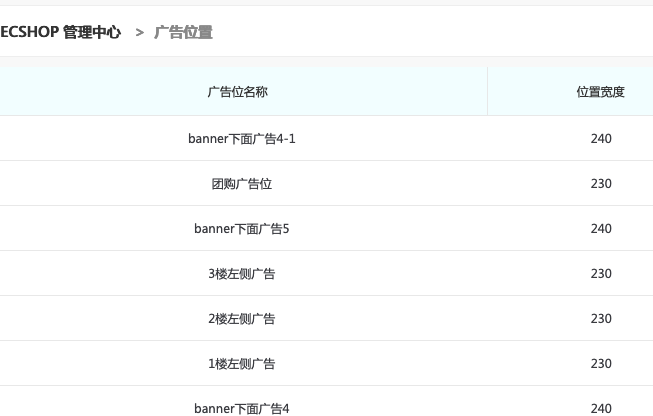 ECSHOP 管理中心 > 广告位置
广告位名称 位置宽度
banner下面广告4-1 240
团购广告位 230
banner下面广告5 240
3楼左侧广告 230
2楼左侧广告 230
1楼左侧广告 230
banner下面广告4 240